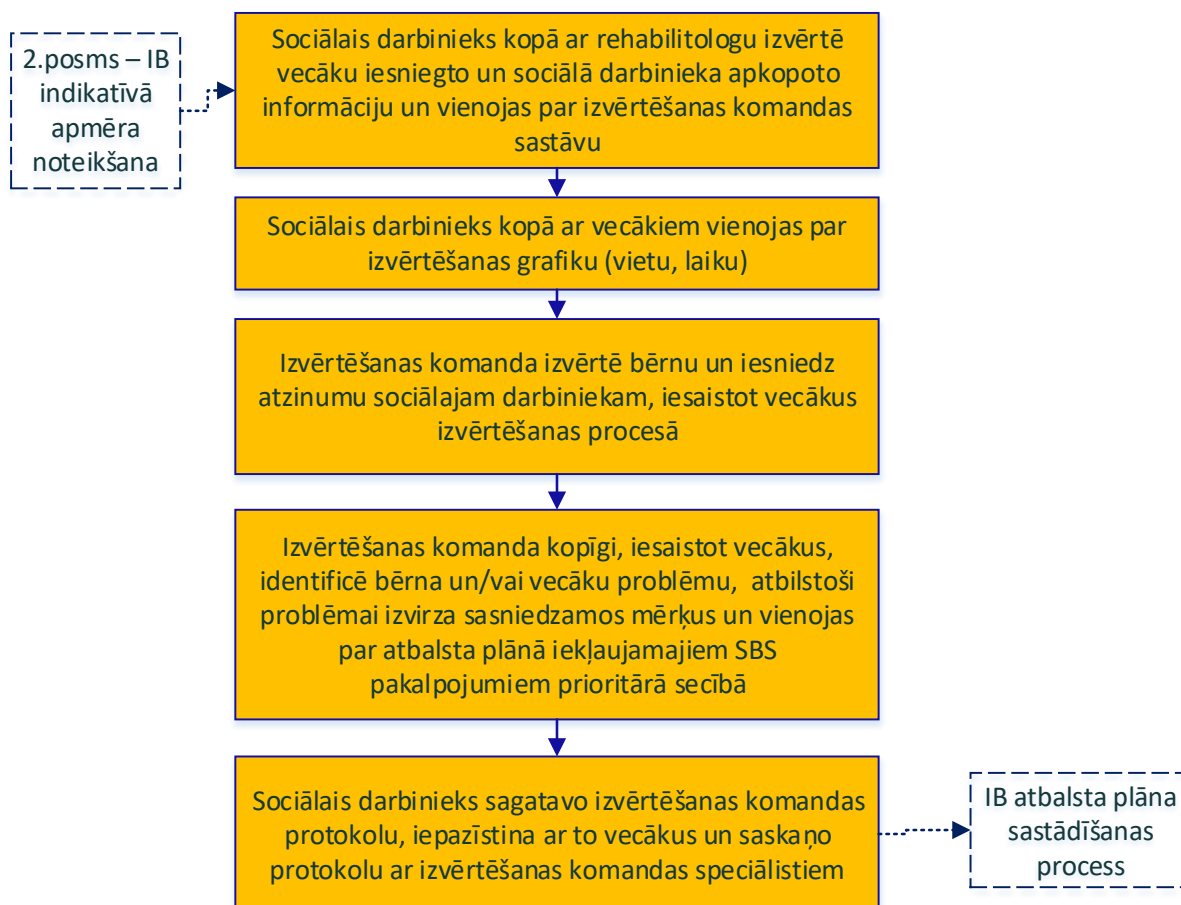 2.posms – IB
indikatīvā
apmēra
noteikšana
Sociālais darbinieks kopā ar rehabilitologu izvērtē
vecāku iesniegto un sociālā darbinieka apkopoto
informāciju un vienojas par izvērtēšanas komandas
sastāvu
Sociālais darbinieks kopā ar vecākiem vienojas par
izvērtēšanas grafiku (vietu, laiku)
Izvērtēšanas komanda izvērtē bērnu un iesniedz
atzinumu sociālajam darbiniekam, iesaistot vecākus
izvērtēšanas procesā
Izvērtēšanas komanda kopīgi, iesaistot vecākus,
identificē bērna un/vai vecāku problēmu, atbilstoši
problēmai izvirza sasniedzamos mērķus un vienojas
par atbalsta plānā iekļaujamajiem SBS
pakalpojumiem prioritārā secībā
Sociālais darbinieks sagatavo izvērtēšanas komandas
protokolu, iepazīstina ar to vecākus un saskaņo
protokolu ar izvērtēšanas komandas speciālistiem
IB atbalsta plāna
sastādīšanas
process